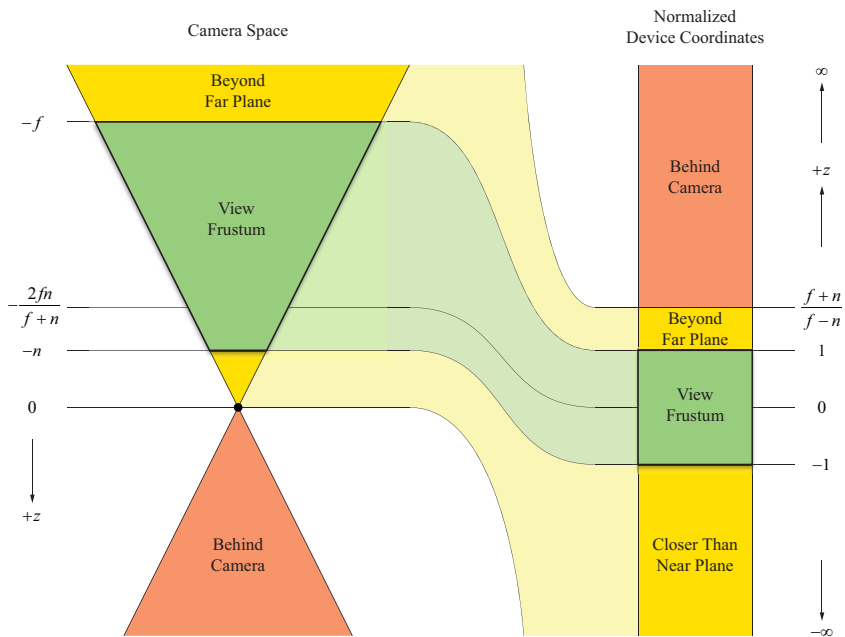 Camera Space
Normalized
Device Coordinates
Beyond
Far Plane
−f
View
Frustum
−2fn/(f + n)
−n
0
+z
Behind
Camera
∞
Behind
Camera
+z
(f + n)/(f − n)
Beyond
Far Plane
1
View
Frustum
0
−1
Closer Than
Near Plane
−∞